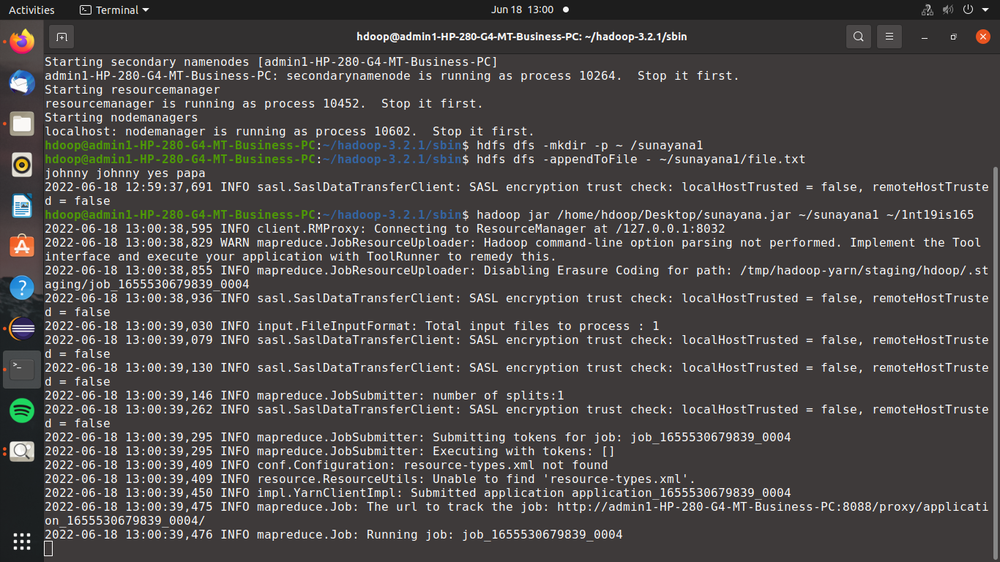 Activities
Terminal
Jun 18 13:00
hdoop@admin1-HP-280-G4-MT-Business-PC: ~/hadoop-3.2.1/sbin
Starting secondary namenodes [admin1-HP-280-G4-MT-Business-PC]
admin1-HP-280-G4-MT-Business-PC: secondarynamenode is running as process 10264.  Stop it first.
Starting resourcemanager
resourcemanager is running as process 10452.  Stop it first.
Starting nodemanagers
localhost: nodemanager is running as process 10602.  Stop it first.
hdoop@admin1-HP-280-G4-MT-Business-PC:~/hadoop-3.2.1/sbin$ hdfs dfs -mkdir -p ~ /sunayana1
hdoop@admin1-HP-280-G4-MT-Business-PC:~/hadoop-3.2.1/sbin$ hdfs dfs -appendToFile - ~/sunayana1/file.txt
johnny johnny yes papa
2022-06-18 12:59:37,691 INFO sasl.SaslDataTransferClient: SASL encryption trust check: localHostTrusted = false, remoteHostTruste
d = false
hdoop@admin1-HP-280-G4-MT-Business-PC:~/hadoop-3.2.1/sbin$ hadoop jar /home/hdoop/Desktop/sunayana.jar ~/sunayana1 ~/1nt19is165
2022-06-18 13:00:38,595 INFO client.RMProxy: Connecting to ResourceManager at /127.0.0.1:8032
2022-06-18 13:00:38,829 WARN mapreduce.JobResourceUploader: Hadoop command-line option parsing not performed. Implement the Tool
interface and execute your application with ToolRunner to remedy this.
2022-06-18 13:00:38,855 INFO mapreduce.JobResourceUploader: Disabling Erasure Coding for path: /tmp/hadoop-yarn/staging/hdoop/.st
aging/job_1655530679839_0004
2022-06-18 13:00:38,936 INFO sasl.SaslDataTransferClient: SASL encryption trust check: localHostTrusted = false, remoteHostTruste
d = false
2022-06-18 13:00:39,030 INFO input.FileInputFormat: Total input files to process : 1
2022-06-18 13:00:39,079 INFO sasl.SaslDataTransferClient: SASL encryption trust check: localHostTrusted = false, remoteHostTruste
d = false
2022-06-18 13:00:39,130 INFO sasl.SaslDataTransferClient: SASL encryption trust check: localHostTrusted = false, remoteHostTruste
d = false
2022-06-18 13:00:39,146 INFO mapreduce.JobSubmitter: number of splits:1
2022-06-18 13:00:39,262 INFO sasl.SaslDataTransferClient: SASL encryption trust check: localHostTrusted = false, remoteHostTruste
d = false
2022-06-18 13:00:39,295 INFO mapreduce.JobSubmitter: Submitting tokens for job: job_1655530679839_0004
2022-06-18 13:00:39,295 INFO mapreduce.JobSubmitter: Executing with tokens: []
2022-06-18 13:00:39,409 INFO conf.Configuration: resource-types.xml not found
2022-06-18 13:00:39,409 INFO resource.ResourceUtils: Unable to find 'resource-types.xml'.
2022-06-18 13:00:39,450 INFO impl.YarnClientImpl: Submitted application application_1655530679839_0004
2022-06-18 13:00:39,475 INFO mapreduce.Job: The url to track the job: http://admin1-HP-280-G4-MT-Business-PC:8088/proxy/applicati
on_1655530679839_0004/
2022-06-18 13:00:39,476 INFO mapreduce.Job: Running job: job_1655530679839_0004